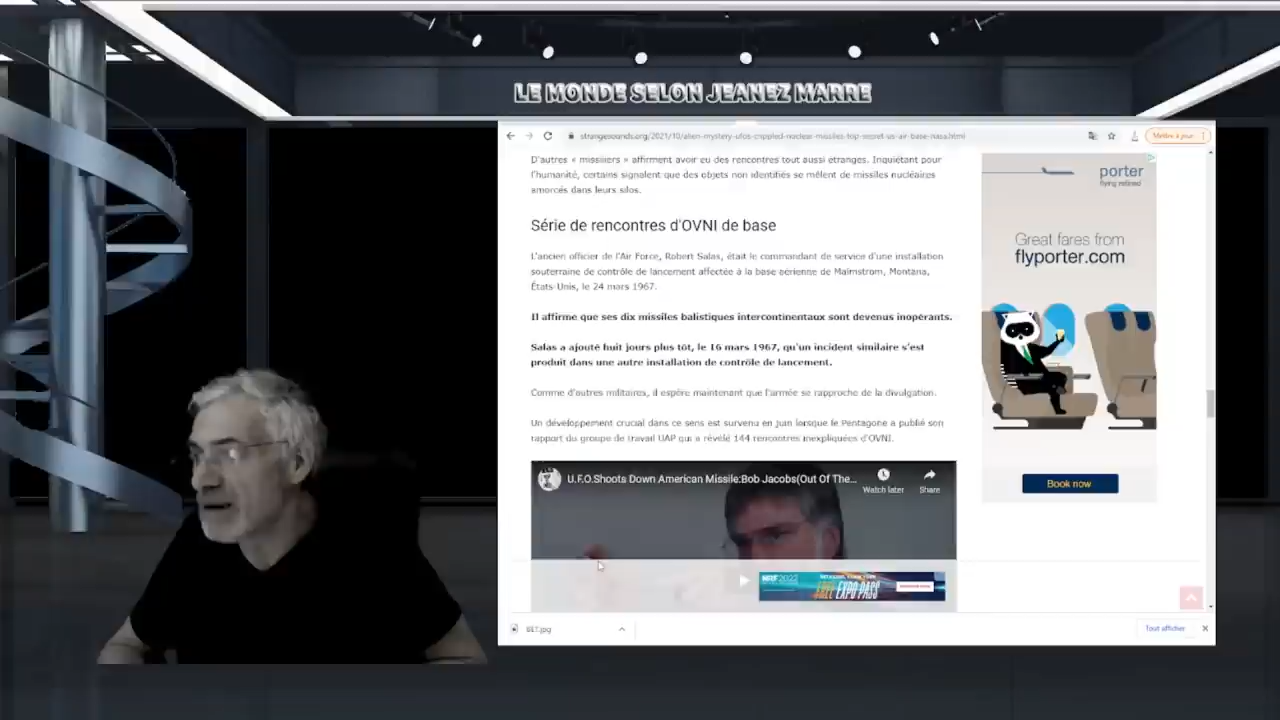 LE MONDE SELON JEANEZ MARRE
strangesounds.org/2021/10/alien-mystery-ufos-crippled-nuclear-missiles-top-secret-us-air-base-nasa.html
Mettre à jour
D'autres « missiliers » affirment avoir eu des rencontres tout aussi étranges. Inquiétant pour
l'humanité, certains signalent que des objets non identifiés se mêlent de missiles nucléaires
amorcés dans leurs silos.
Série de rencontres d'OVNI de base
L'ancien officier de l'Air Force, Robert Salas, était le commandant de service d'une installation
souterraine de contrôle de lancement affectée à la base aérienne de Malmstrom, Montana,
États-Unis, le 24 mars 1967.
Il affirme que ses dix missiles balistiques intercontinentaux sont devenus inopérants.
Salas a ajouté huit jours plus tôt, le 16 mars 1967, qu'un incident similaire s'est
produit dans une autre installation de contrôle de lancement.
Comme d'autres militaires, il espère maintenant que l'armée se rapproche de la divulgation.
Un développement crucial dans ce sens est survenu en juin lorsque le Pentagone a publié son
rapport du groupe de travail UAP qui a révélé 144 rencontres inexpliquées d'OVNI.
U.F.O.Shoots Down American Missile:Bob Jacobs(Out Of The...
Watch later
Share
2022
FREE EXPO PASS
porter
flying refined
Great fares from
flyporter.com
Book now
BET.jpg
Tout afficher